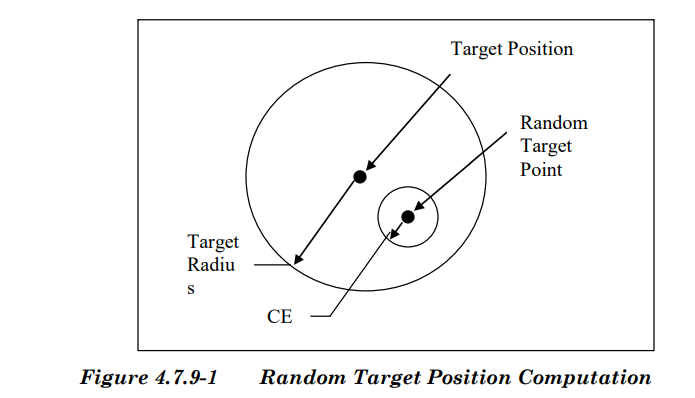 Target Position
Random
Target
Point
Target
Radiu
s
CE
Figure 4.7.9-1 Random Target Position Computation